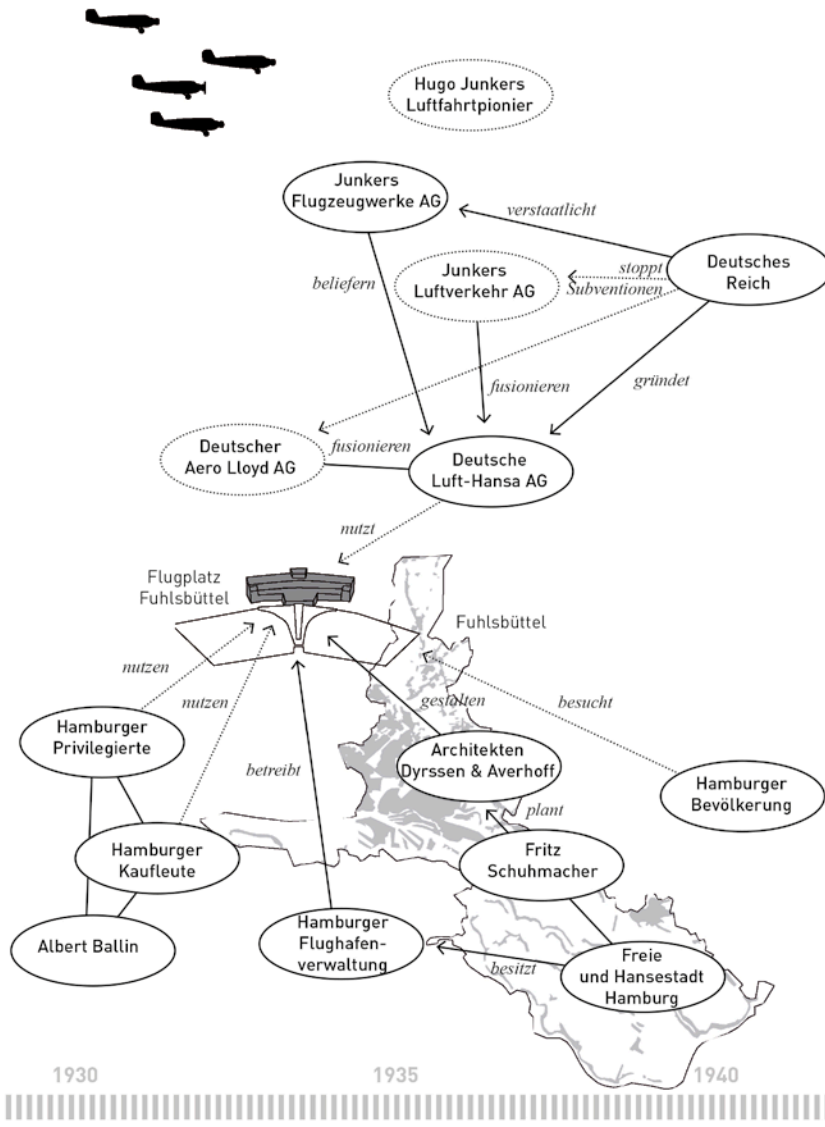 Hugo Junkers
Luftfahrtpionier
Junkers
Flugzeugwerke AG
verstaatlicht
Deutsches
Reich
stoppt
Subventionen
Junkers
Luftverkehr AG
beliefern
fusionieren
gründet
Deutscher
Aero Lloyd AG
fusionieren
Deutsche
Luft-Hansa AG
nutzt
Flugplatz
Fuhlsbüttel
Fuhlsbüttel
nutzen
nutzen
gestalten
besucht
Hamburger
Privilegierte
betreibt
Architekten
Dyrssen & Averhoff
Hamburger
Bevölkerung
plant
Hamburger
Kaufleute
Fritz
Schuhmacher
Albert Ballin
Hamburger
Flughafen-
verwaltung
besitzt
Freie
und Hansestadt
Hamburg
1930
1935
1940